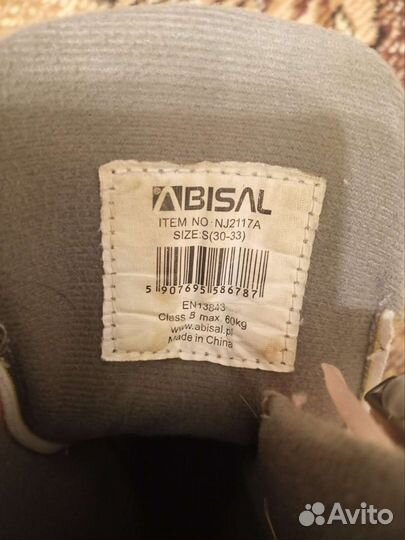 ABISAL
ITEM NO: NJ2117A
SIZE:S(30-33)
5 907695 586787
EN13843
Class B max. 60kg
www.abisal.pl
Made in China
Avito